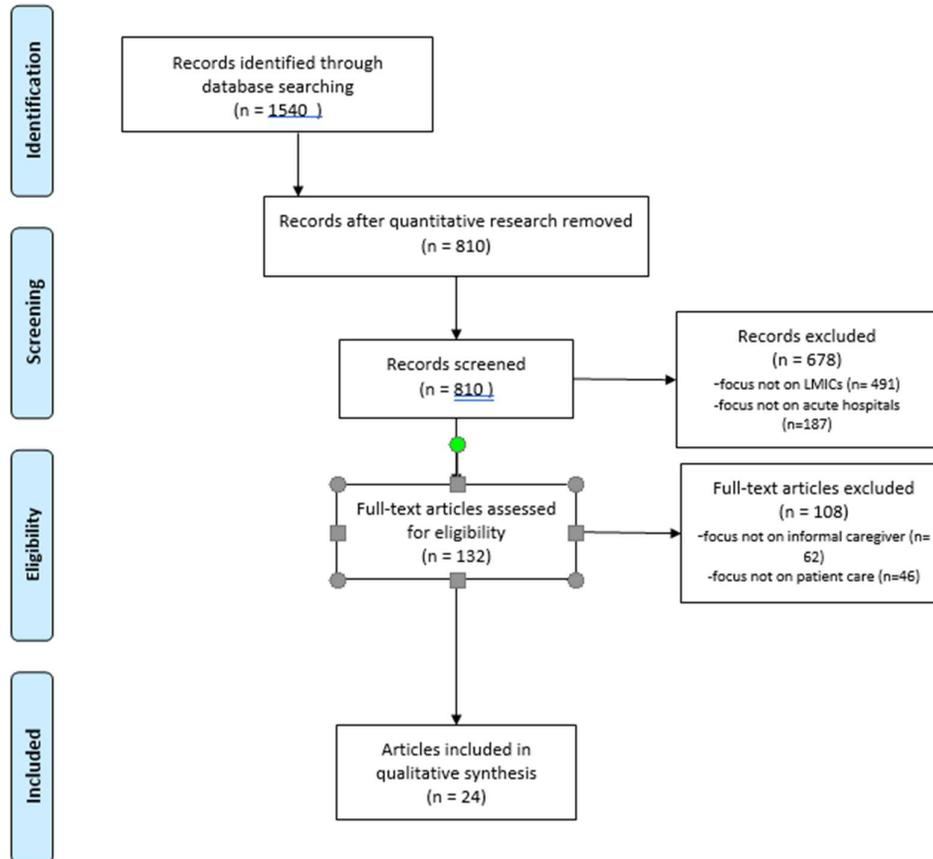 Identification
Records identified through
database searching
(n = 1540  )
Records after quantitative research removed
(n = 810)
Screening
Records screened
(n = 810 )
Records excluded
(n = 678)
-focus not on LMICs (n= 491)
-focus not on acute hospitals
(n=187)
Eligibility
Full-text articles assessed
for eligibility
(n = 132)
Full-text articles excluded
(n = 108)
-focus not on informal caregiver (n=
62)
-focus not on patient care (n=46)
Included
Articles included in
qualitative synthesis
(n = 24)